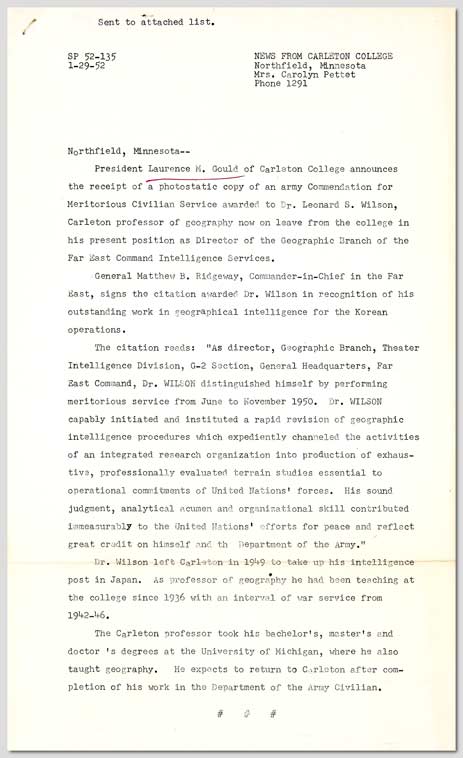 Sent to attached list.
SP 52-135
1-29-52
NEWS FROM CARLETON COLLEGE
Northfield, Minnesota
Mrs. Carolyn Pettet
Phone 1291
Northfield, Minnesota--
President Laurence M. Gould of Carleton College announces
the receipt of a photostatic copy of an army Commendation for
Meritorious Civilian Service awarded to Dr. Leonard S. Wilson,
Carleton professor of geography now on leave from the college in
his present position as Director of the Geographic Branch of the
Far East Command Intelligence Services.
General Matthew B. Ridgeway, Commander-in-Chief in the Far
East, signs the citation awarded Dr. Wilson in recognition of his
outstanding work in geographical intelligence for the Korean
operations.
The citation reads: "As director, Geographic Branch, Theater
Intelligence Division, G-2 Section, General Headquarters, Far
East Command, Dr. WILSON distinguished himself by performing
meritorious service from June to November 1950. Dr. WILSON
capably initiated and instituted a rapid revision of geographic
intelligence procedures which expediently channeled the activities
of an integrated research organization into production of exhaus-
tive, professionally evaluated terrain studies essential to
operational commitments of United Nations' forces. His sound
judgment, analytical acumen and organizational skill contributed
immeasurably to the United Nations' efforts for peace and reflect
great credit on himself and th Department of the Army."
Dr. Wilson left Carleton in 1949 to take up his intelligence
post in Japan. As professor of geography he had been teaching at
the college since 1936 with an interval of war service from
1942-46.
The Carleton professor took his bachelor's, master's and
doctor 's degrees at the University of Michigan, where he also
taught geography. He expects to return to Carleton after com-
pletion of his work in the Department of the Army Civilian.
# # #